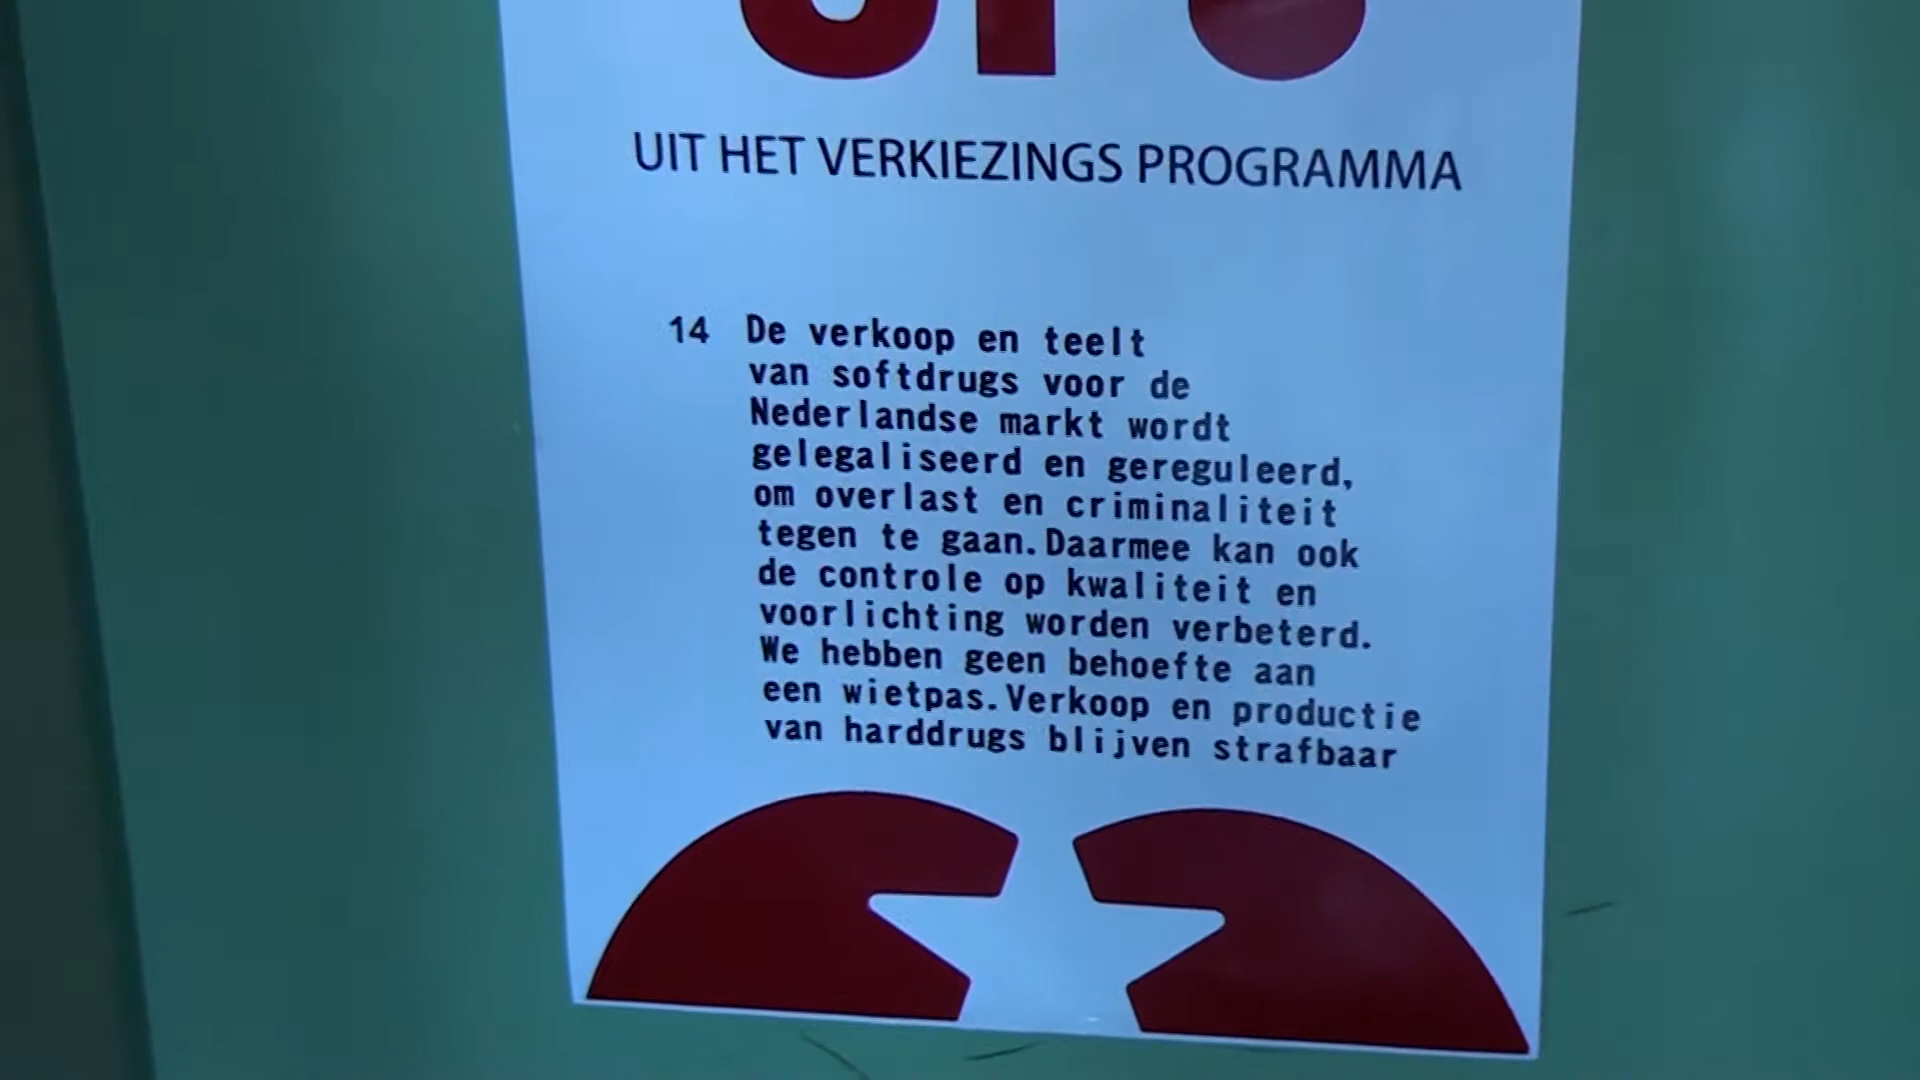 UIT HET VERKIEZINGS PROGRAMMA
14 De verkoop en teelt
van softdrugs voor de
Nederlandse markt wordt
gelegaliseerd en gereguleerd,
om overlast en criminaliteit
tegen te gaan.Daarmee kan ook
de controle op kwaliteit en
voorlichting worden verbeterd.
We hebben geen behoefte aan
een wietpas.Verkoop en productie
van harddrugs blijven strafbaar